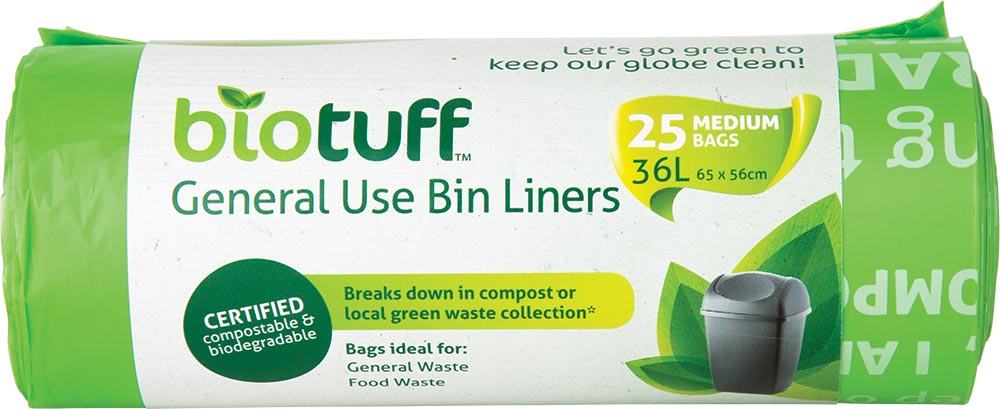 Let's go green to
keep our globe clean!
biotuff™
General Use Bin Liners
25 MEDIUM BAGS
36L 65 x 56cm
CERTIFIED
compostable &
biodegradable
Breaks down in compost or
local green waste collection*
Bags ideal for:
General Waste
Food Waste
I AM